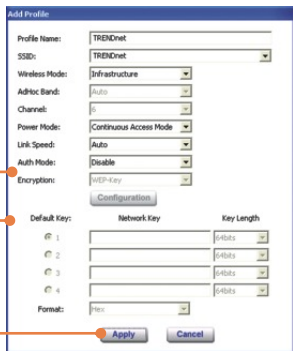 Add Profile
Profile Name: TRENDnet
SSID: TRENDnet
Wireless Mode: Infrastructure
AdHoc Band: Auto
Channel: 6
Power Mode: Continuous Access Mode
Link Speed: Auto
Auth Mode: Disable
Encryption: WEP-Key
Configuration
Default Key: Network Key Key Length
1 64bits
2 64bits
3 64bits
4 64bits
Format: Hex
Apply Cancel